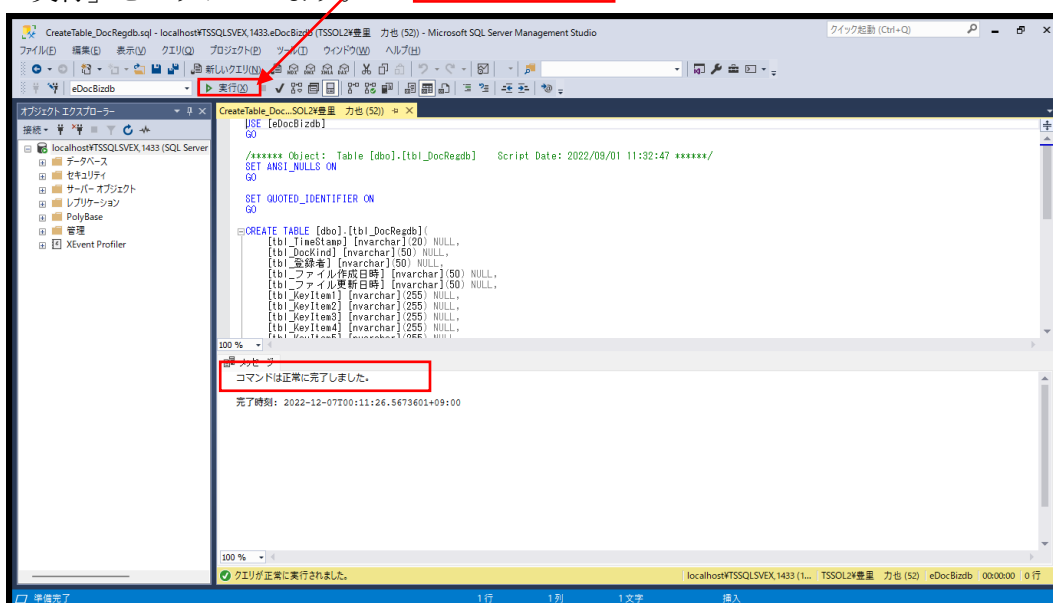 CreateTable_DocRegdb.sql - localhost¥TSSQLSVEX,1433.eDocBizdb (TSSOL2¥豊里 力也 (52)) - Microsoft SQL Server Management Studio
クイック起動 (Ctrl+Q)
ファイル(F) 編集(E) 表示(V) クエリ(Q) プロジェクト(P) ツール(T) ウィンドウ(W) ヘルプ(H)
新しいクエリ(N)
eDocBizdb
実行(X)
オブジェクト エクスプローラー
接続
localhost¥TSSQLSVEX,1433 (SQL Server
データベース
セキュリティ
サーバー オブジェクト
レプリケーション
PolyBase
管理
XEvent Profiler
CreateTable_Doc...SOL2¥豊里 力也 (52))
USE [eDocBizdb]
GO
/****** Object: Table [dbo].[tbl_DocRegdb] Script Date: 2022/09/01 11:32:47 ******/
SET ANSI_NULLS ON
GO
SET QUOTED_IDENTIFIER ON
GO
CREATE TABLE [dbo].[tbl_DocRegdb](
[tbl_TimeStamp] [nvarchar](20) NULL,
[tbl_DocKind] [nvarchar](50) NULL,
[tbl_登録者] [nvarchar](50) NULL,
[tbl_ファイル作成日時] [nvarchar](50) NULL,
[tbl_ファイル更新日時] [nvarchar](50) NULL,
[tbl_KeyItem1] [nvarchar](255) NULL,
[tbl_KeyItem2] [nvarchar](255) NULL,
[tbl_KeyItem3] [nvarchar](255) NULL,
[tbl_KeyItem4] [nvarchar](255) NULL,
[tbl_KeyItem5] [nvarchar](255) NULL,
100 %
メッセージ
コマンドは正常に完了しました。
完了時刻: 2022-12-07T00:11:26.5673601+09:00
100 %
クエリが正常に実行されました。
localhost¥TSSQLSVEX,1433 (1... TSSOL2¥豊里 力也 (52) eDocBizdb 00:00:00 0 行
準備完了 1 行 1 列 1 文字 挿入